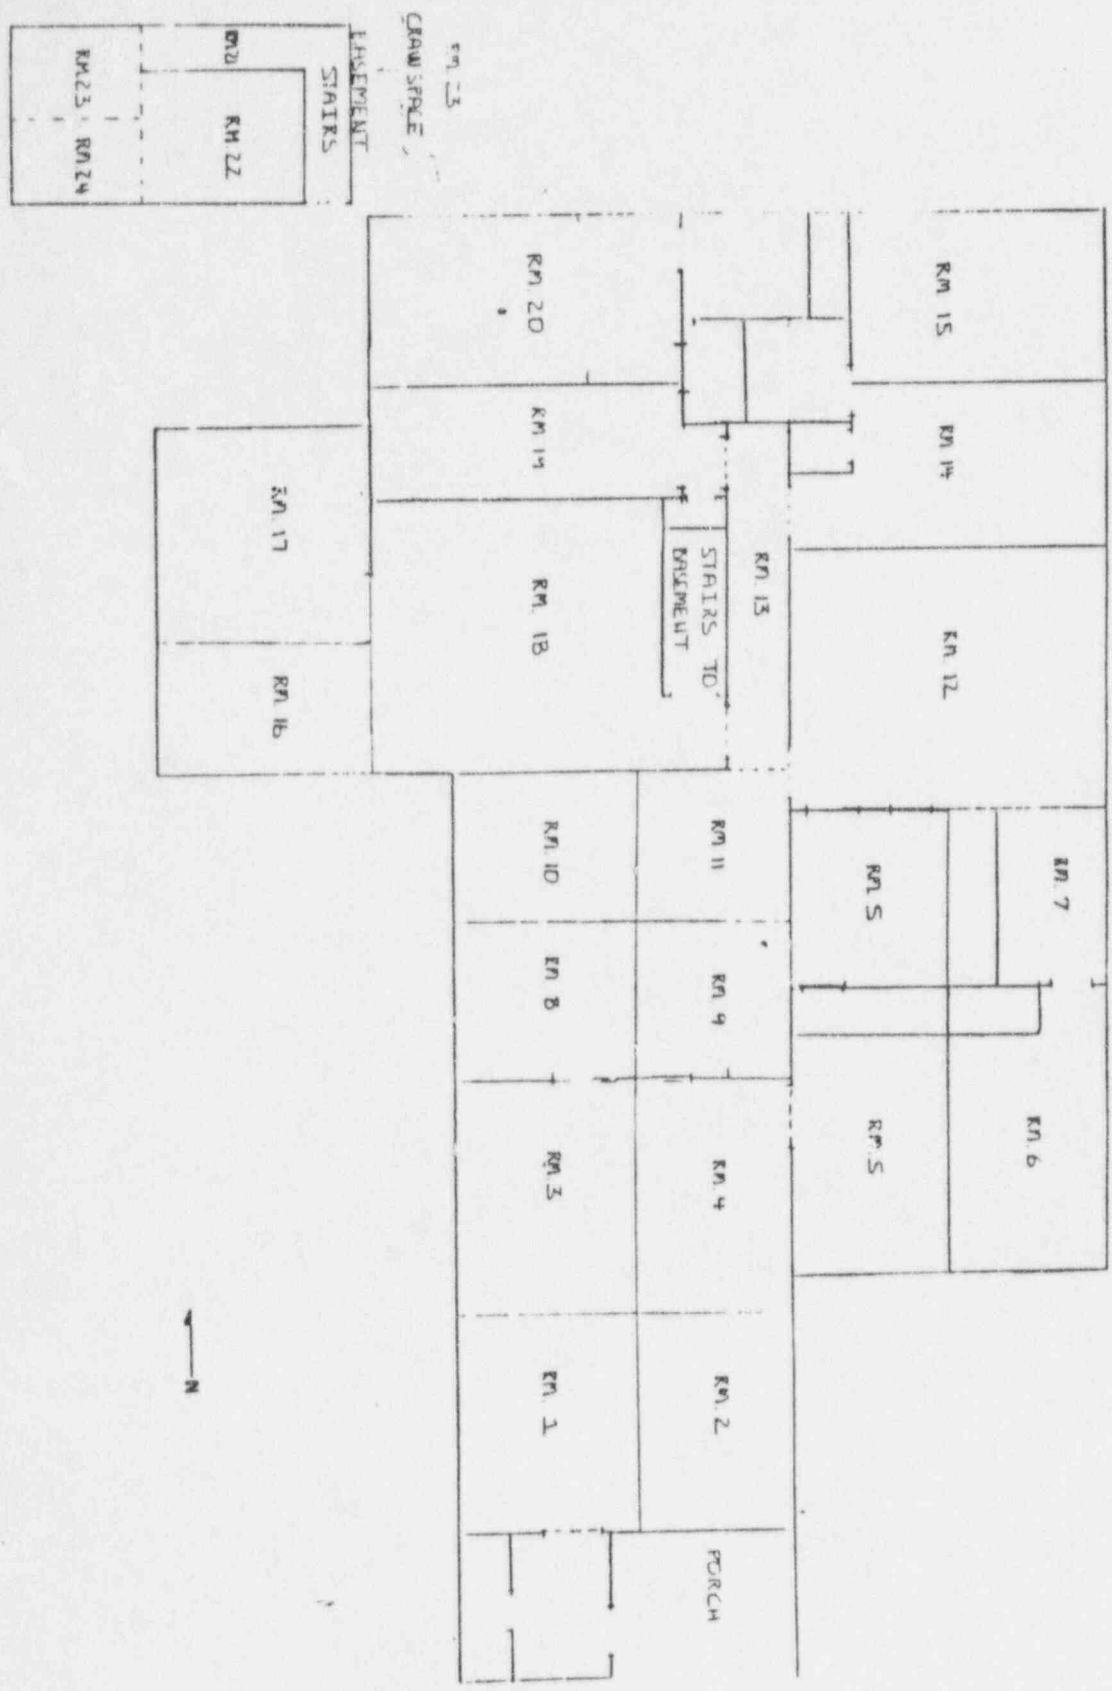 RM 15
RM 14
RM. 12
RM. 7
RM. 6
RM. 5
RM. 5
RM. 13
STAIRS TO
BASEMENT
RM 11
RM 9
RM. 4
RM. 2
PORCH
RM. 20
RM 19
RM. 18
RM. 10
RM 8
RM. 3
RM. 1
RM. 17
RM. 16
CRAWSPACE
BASEMENT
STAIRS
RM21
RM. 22
RM.23
RM.24
N